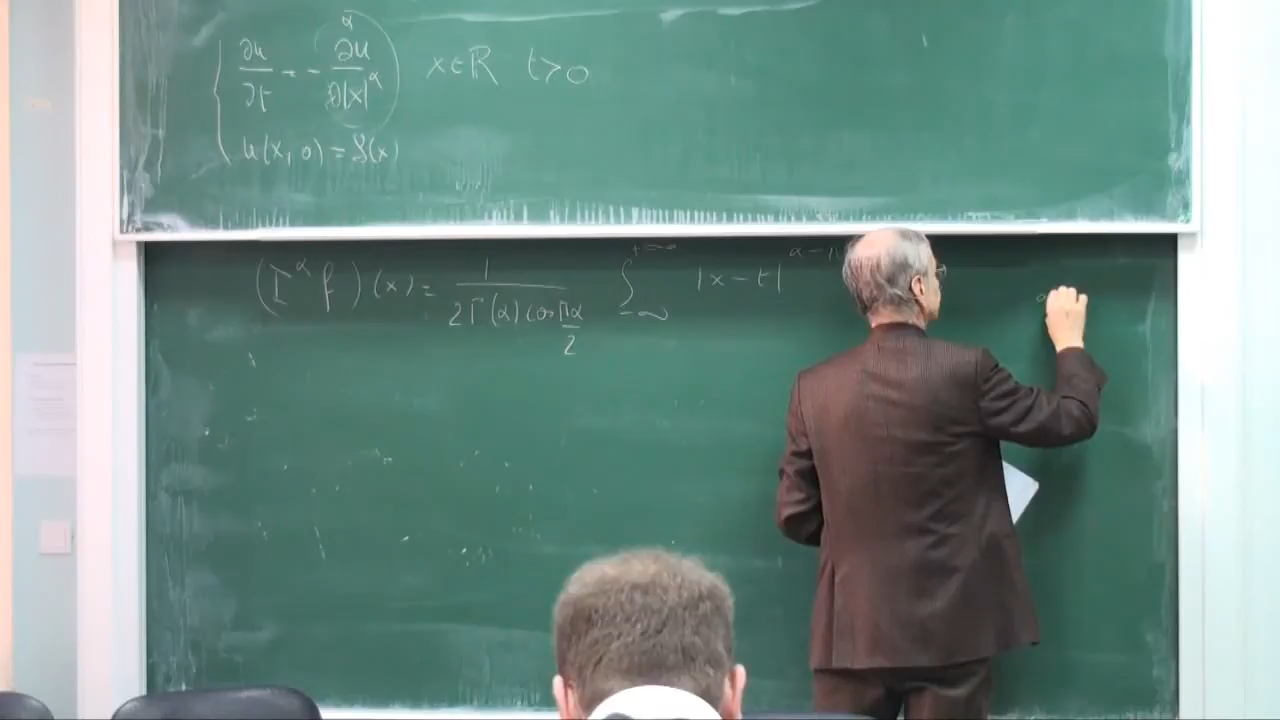 ∂u/∂t = - ∂^α u/∂|x|^α x ∈ ℝ t > 0
u(x, 0) = f(x)
(I^α f)(x) = 1/(2Γ(α) cos πα/2) ∫_{-∞}^{+∞} |x - t|^{α-1}